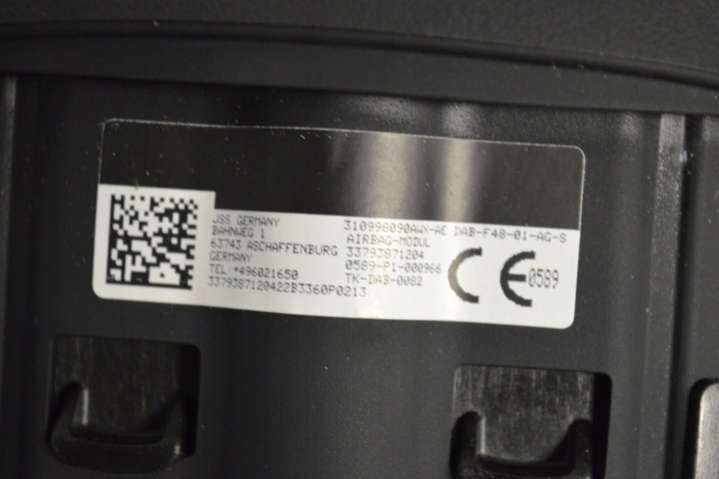 JSS GERMANY
BAHNWEG 1
63743 ASCHAFFENBURG
GERMANY
TEL *496021650
3379387120422B3360P0213
310998090AWX-AE DAB-F48-01-AG-S
AIRBAG-MODUL
33793871204
0589-P1-000966
TK-DAB-0082
CE 0589